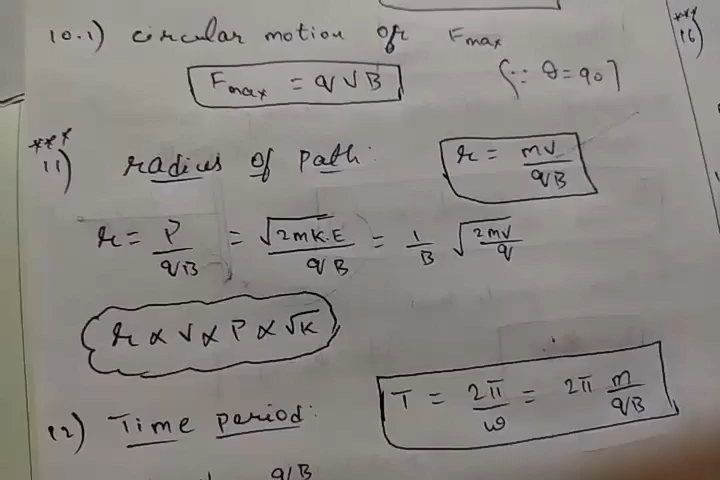 10.1) circular motion of Fmax
Fmax = qVB (∵ θ=90]
***
11) radius of Path: r = mV/qB
r = P/qB = √2mK.E/qB = 1/B √2mV/q
r ∝ V ∝ P ∝ √K
12) Time period: T = 2π/ω = 2π m/qB
qB
***
16)